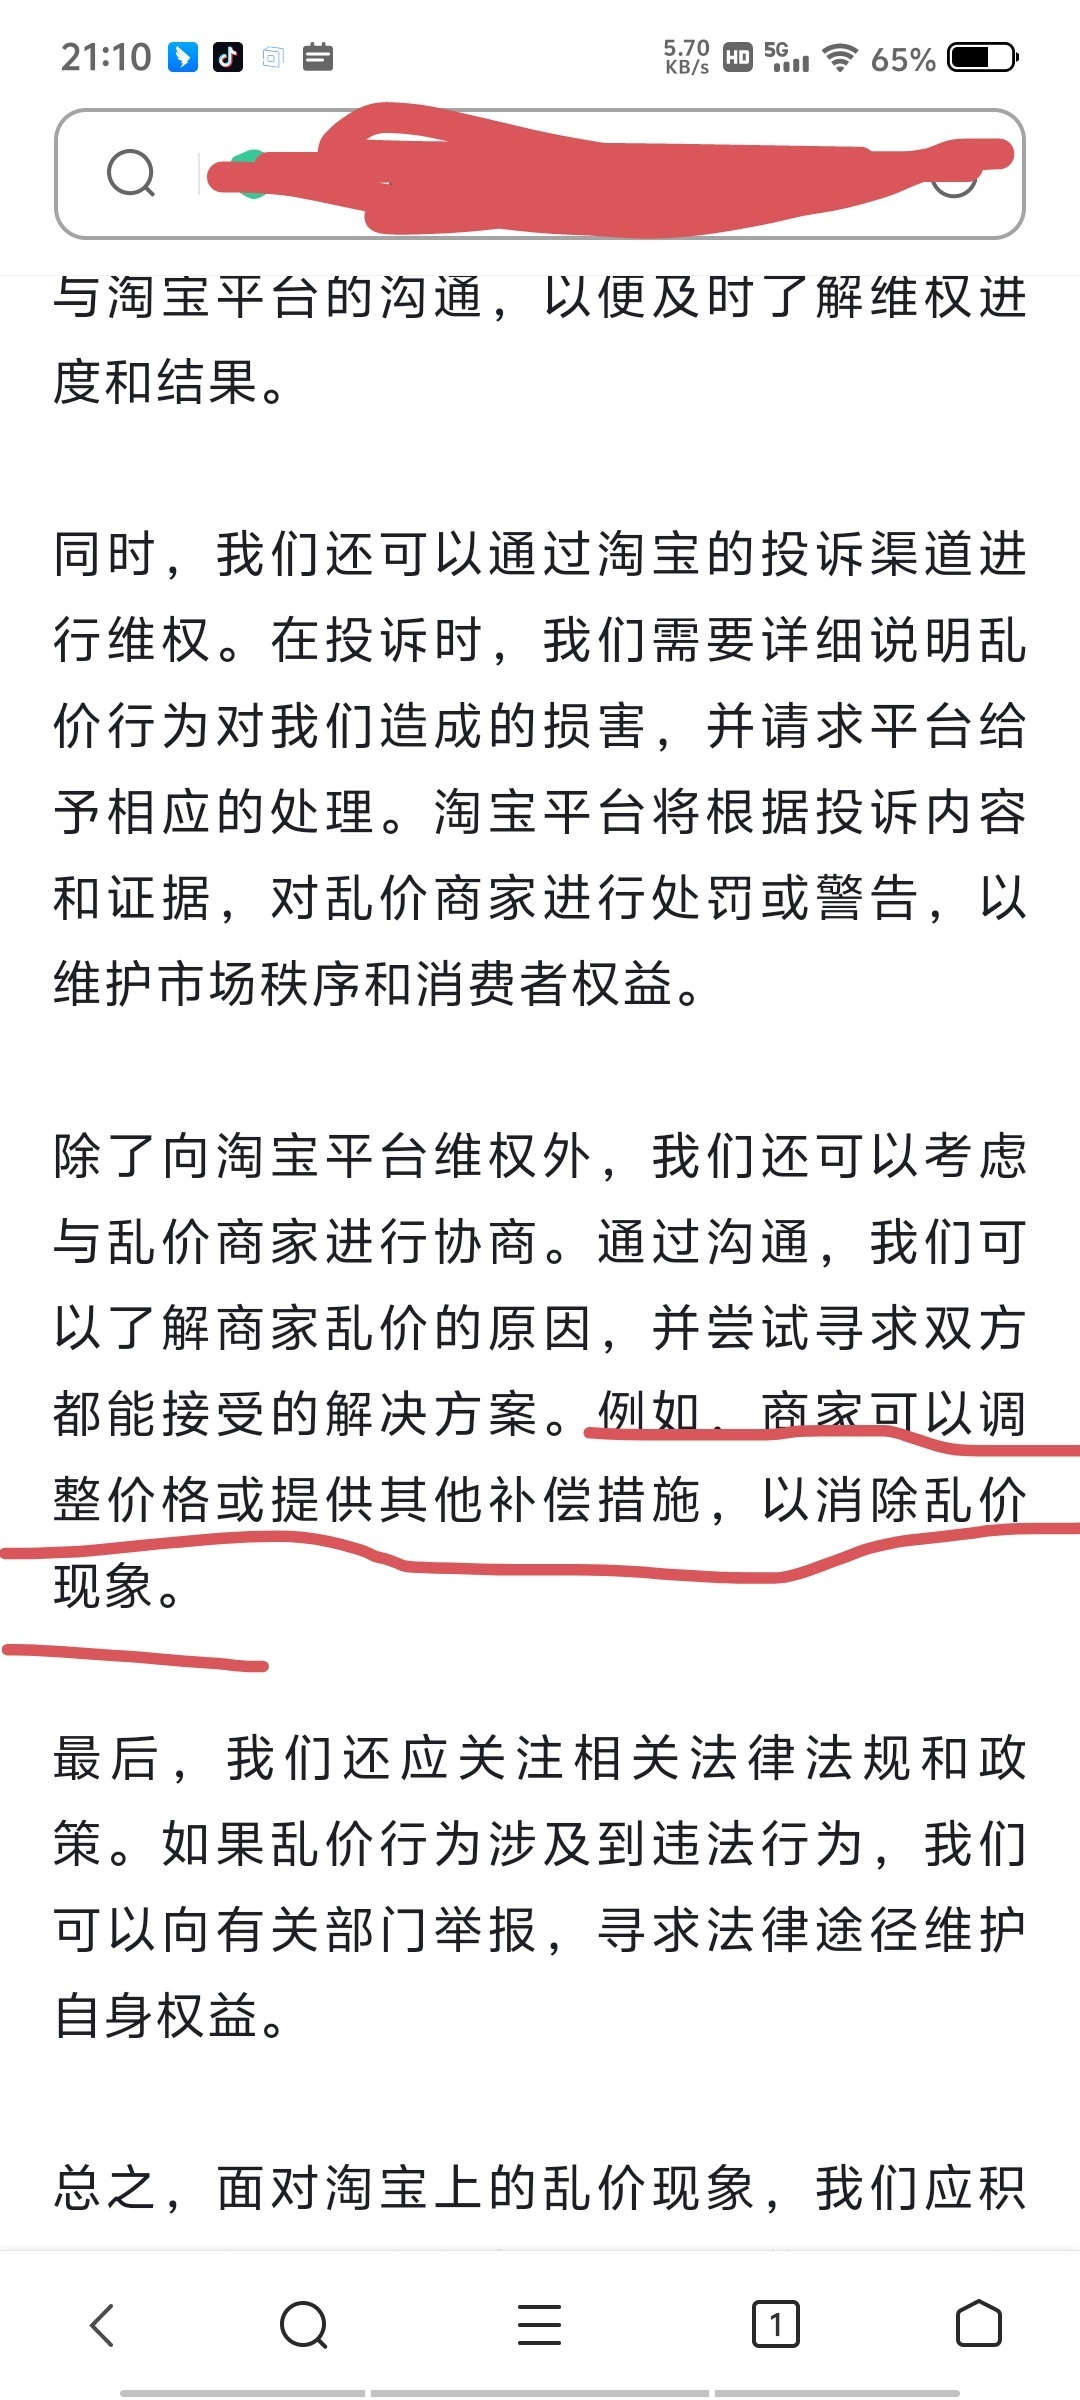 21:10
5.70 KB/s HD 5G 65%
与淘宝平台的沟通，以便及时了解维权进
度和结果。
同时，我们还可以通过淘宝的投诉渠道进
行维权。在投诉时，我们需要详细说明乱
价行为对我们造成的损害，并请求平台给
予相应的处理。淘宝平台将根据投诉内容
和证据，对乱价商家进行处罚或警告，以
维护市场秩序和消费者权益。
除了向淘宝平台维权外，我们还可以考虑
与乱价商家进行协商。通过沟通，我们可
以了解商家乱价的原因，并尝试寻求双方
都能接受的解决方案。例如，商家可以调
整价格或提供其他补偿措施，以消除乱价
现象。
最后，我们还应关注相关法律法规和政
策。如果乱价行为涉及到违法行为，我们
可以向有关部门举报，寻求法律途径维护
自身权益。
总之，面对淘宝上的乱价现象，我们应积
1